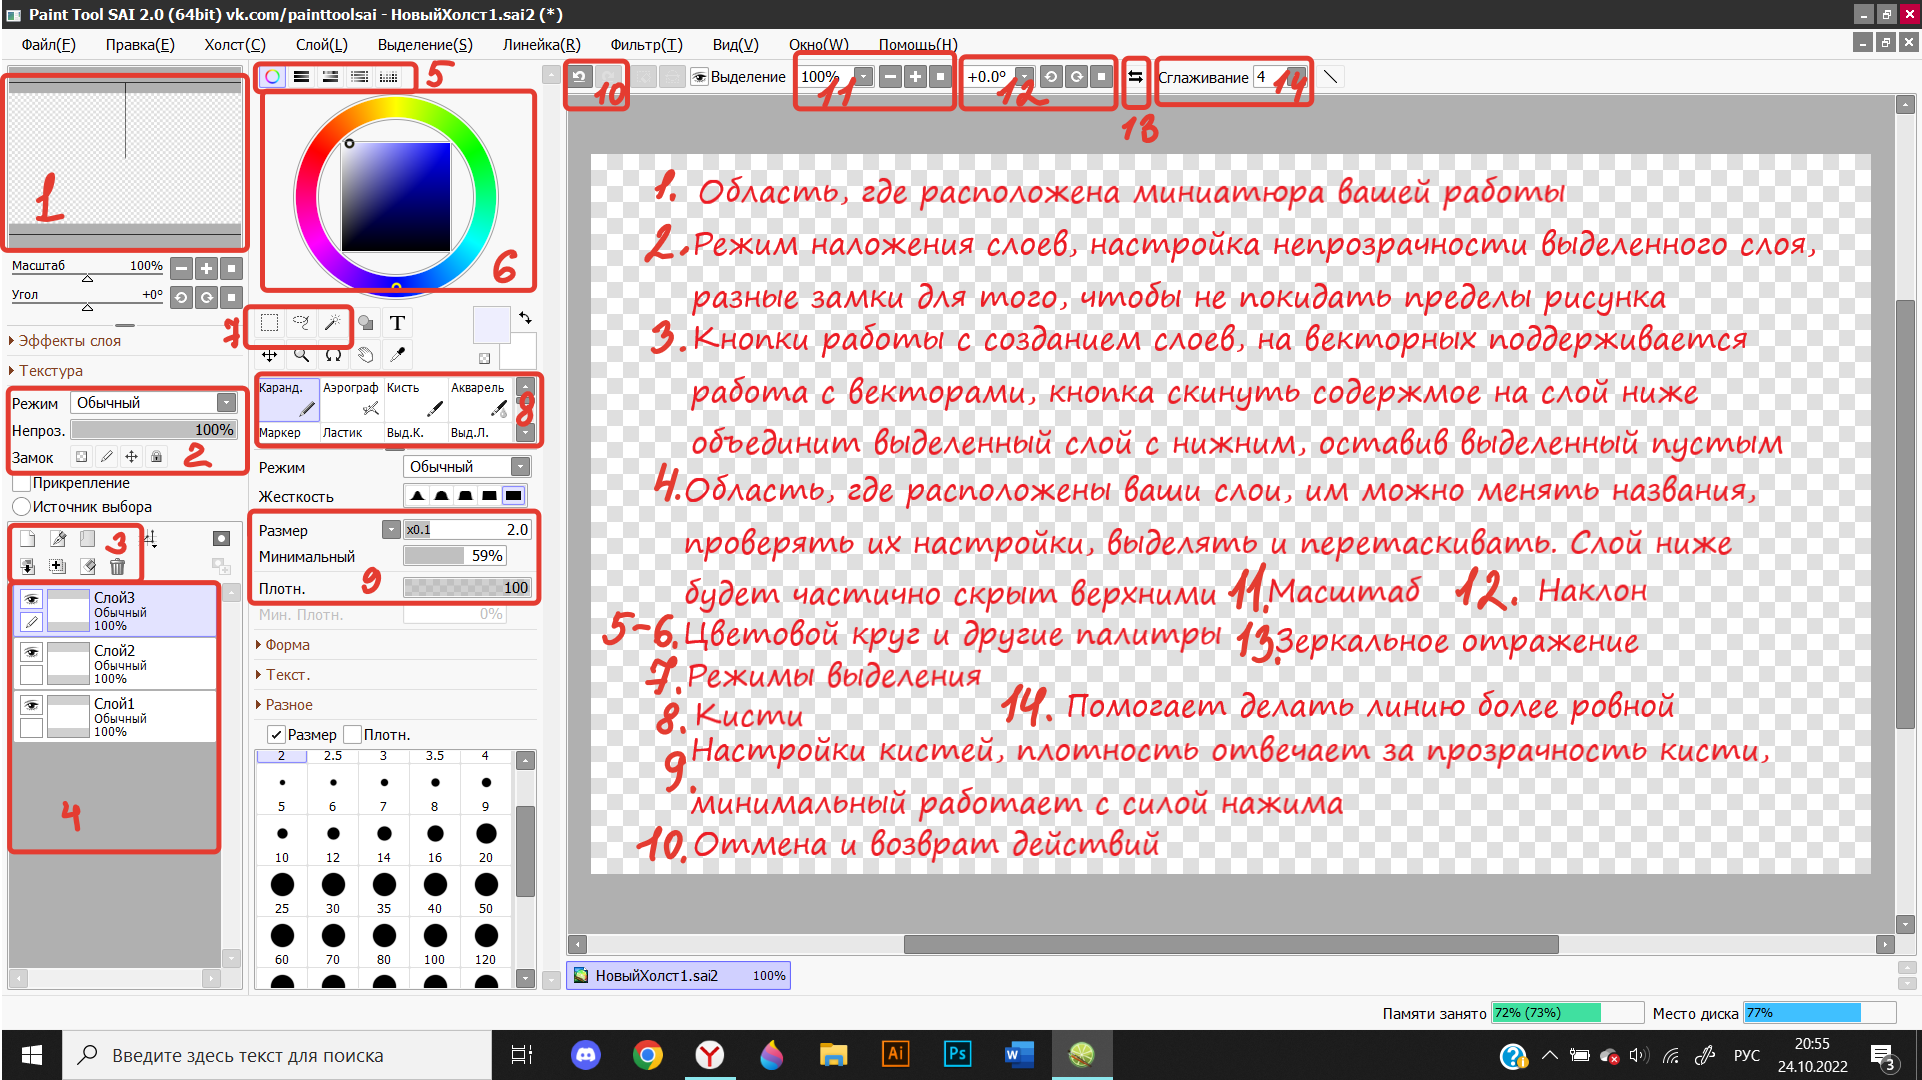 Paint Tool SAI 2.0 (64bit) vk.com/painttoolsai - НовыйХолст1.sai2 (*)
Файл(F) Правка(E) Холст(C) Слой(L) Выделение(S) Линейка(R) Фильтр(T) Вид(V) Окно(W) Помощь(H)
5
10
Выделение
100%
11
+0.0º
12
13
Сглаживание 4
14
1
Масштаб 100%
Угол +0º
Эффекты слоя
Текстура
Режим Обычный
Непроз. 100%
Замок
2
Прикрепление
Источник выбора
3
Слой3
Обычный
100%
Слой2
Обычный
100%
Слой1
Обычный
100%
4
6
7
T
Каранд. Аэрограф Кисть Акварель
Маркер Ластик Выд.К. Выд.Л.
8
Режим Обычный
Жесткость
Размер x0.1 2.0
Минимальный 59%
Плотн. 100
9
Мин. Плотн. 0%
Форма
Текст.
Разное
Размер Плотн.
2 2.5 3 3.5 4
5 6 7 8 9
10 12 14 16 20
25 30 35 40 50
60 70 80 100 120
1. Область, где расположена миниатюра вашей работы
2. Режим наложения слоев, настройка непрозрачности выделенного слоя,
разные замки для того, чтобы не покидать пределы рисунка
3. Кнопки работы с созданием слоев, на векторных поддерживается
работа с векторами, кнопка скинуть содержмое на слой ниже
объединит выделенный слой с нижним, оставив выделенный пустым
4. Область, где расположены ваши слои, им можно менять названия,
проверять их настройки, выделять и перетаскивать. Слой ниже
будет частично скрыт верхними 11. Масштаб 12. Наклон
5-6. Цветовой круг и другие палитры 13. Зеркальное отражение
7. Режимы выделения
8. Кисти 14. Помогает делать линию более ровной
9. Настройки кистей, плотность отвечает за прозрачность кисти,
минимальный работает с силой нажима
10. Отмена и возврат действий
НовыйХолст1.sai2 100%
Памяти занято 72% (73%) Место диска 77%
Введите здесь текст для поиска
Ai
Ps
W
РУС
20:55
24.10.2022
3